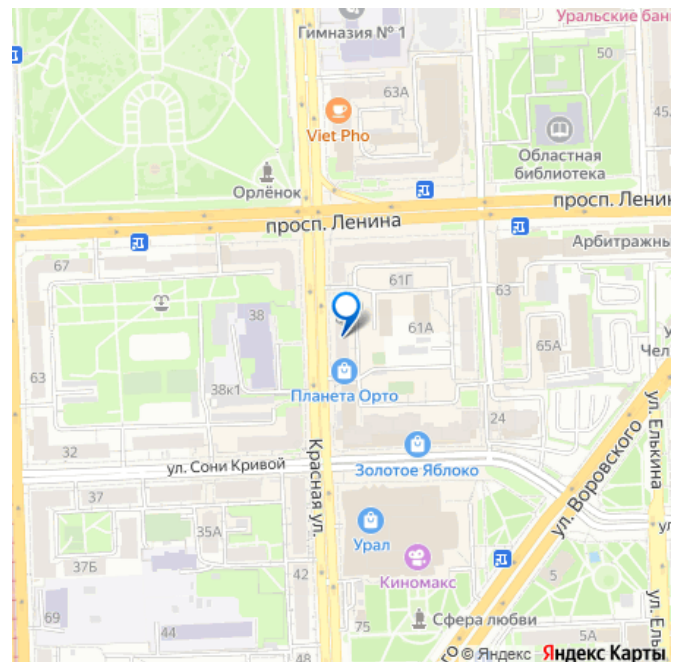 Уральские бан
Гимназия № 1
50
63А
45
Viet Pho
Областная
библиотека
Орлёнок
просп. Ленин
просп. Ленина
Арбитражны
67
61Г
63
38
61А
65А
Чел
63
38к1
Планета Орто
24
32
ул. Сони Кривой
Золотое Яблоко
Красная ул.
ул. Воровского
ул. Елькина
37
35А
Урал
37Б
42
Киномакс
5
69
44
75
Сфера любви
5А
ул. Ель
© Яндекс Яндекс Карты